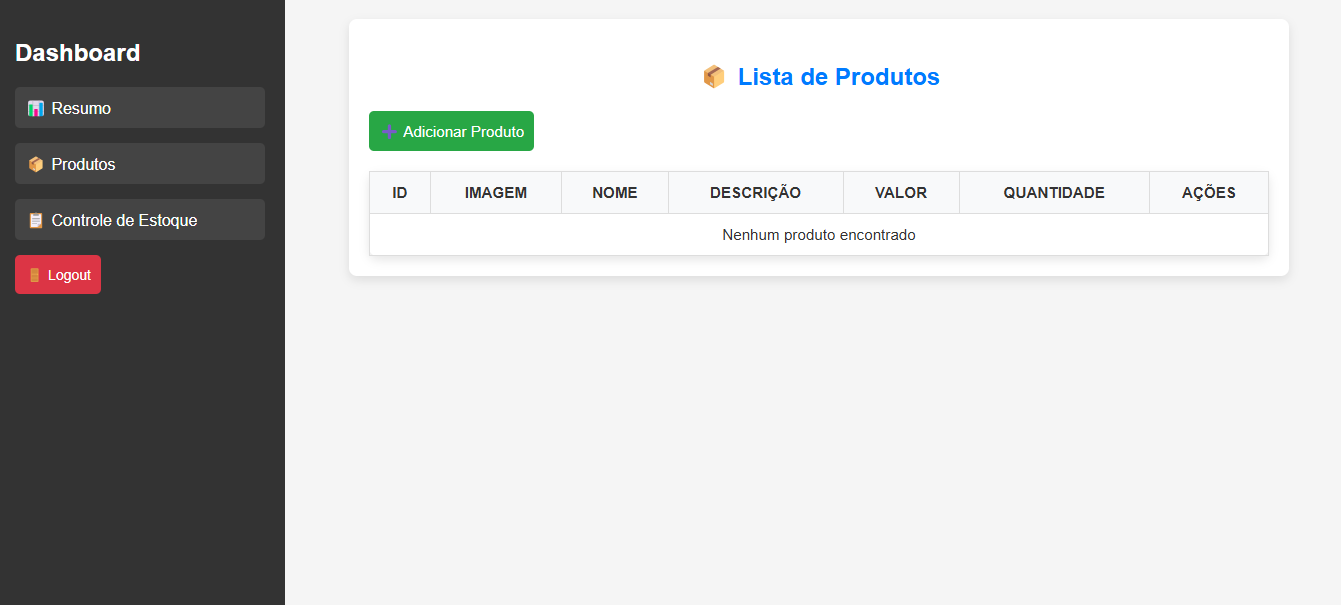 Dashboard
Resumo
Produtos
Controle de Estoque
Logout
Lista de Produtos
Adicionar Produto
ID IMAGEM NOME DESCRIÇÃO VALOR QUANTIDADE AÇÕES
Nenhum produto encontrado